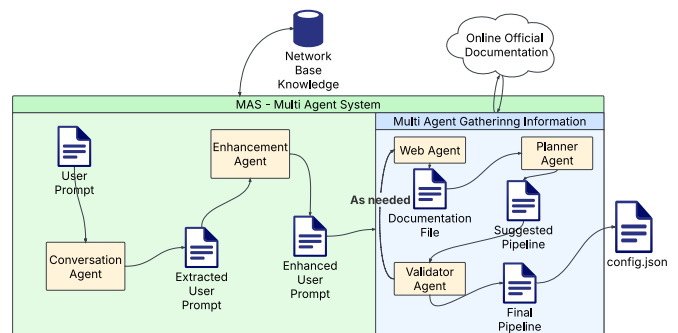 Network
Base
Knowledge
Online Official
Documentation
MAS - Multi Agent System
Multi Agent Gatherinng Information
User
Prompt
Conversation
Agent
Extracted
User
Prompt
Enhancement
Agent
Enhanced
User
Prompt
Web Agent
Documentation
File
Planner
Agent
Suggested
Pipeline
As needed
Validator
Agent
Final
Pipeline
config.json